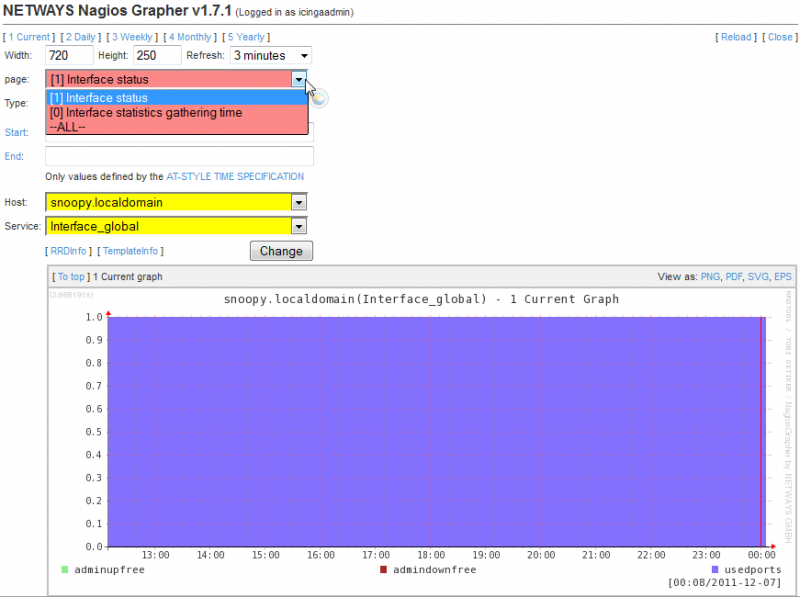 NETWAYS Nagios Grapher v1.7.1 (Logged in as icingaadmin)
[ 1 Current ] [ 2 Daily ] [ 3 Weekly ] [ 4 Monthly ] [ 5 Yearly ] [ Reload ] [ Close ]
Width: 720 Height: 250 Refresh: 3 minutes
page: [1] Interface status
[1] Interface status
Type:
[0] Interface statistics gathering time
--ALL--
Start:
End:
Only values defined by the AT-STYLE TIME SPECIFICATION
Host: snoopy.localdomain
Service: Interface_global
[ RRDInfo ] [ TemplateInfo ] Change
[ To top ] 1 Current graph View as: PNG, PDF, SVG, EPS
snoopy.localdomain(Interface_global) - 1 Current Graph
1.0
0.9
0.8
0.7
0.6
0.5
0.4
0.3
0.2
0.1
0.0
13:00 14:00 15:00 16:00 17:00 18:00 19:00 20:00 21:00 22:00 23:00 00:00
adminupfree admindownfree usedports
[00:08/2011-12-07]
RRDTOOL / TOBI OETIKER / NagiosGrapher by NETWAYS GMBH